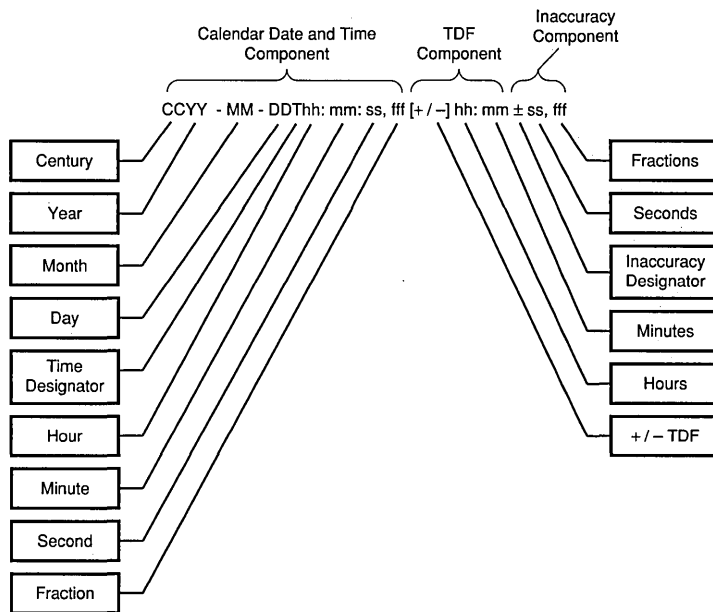 Inaccuracy
Component
Calendar Date and Time
Component
TDF
Component
CCYY - MM - DDThh: mm: ss, fff [+ / –] hh: mm ± ss, fff
Century
Year
Month
Day
Time
Designator
Hour
Minute
Second
Fraction
Fractions
Seconds
Inaccuracy
Designator
Minutes
Hours
+ / – TDF